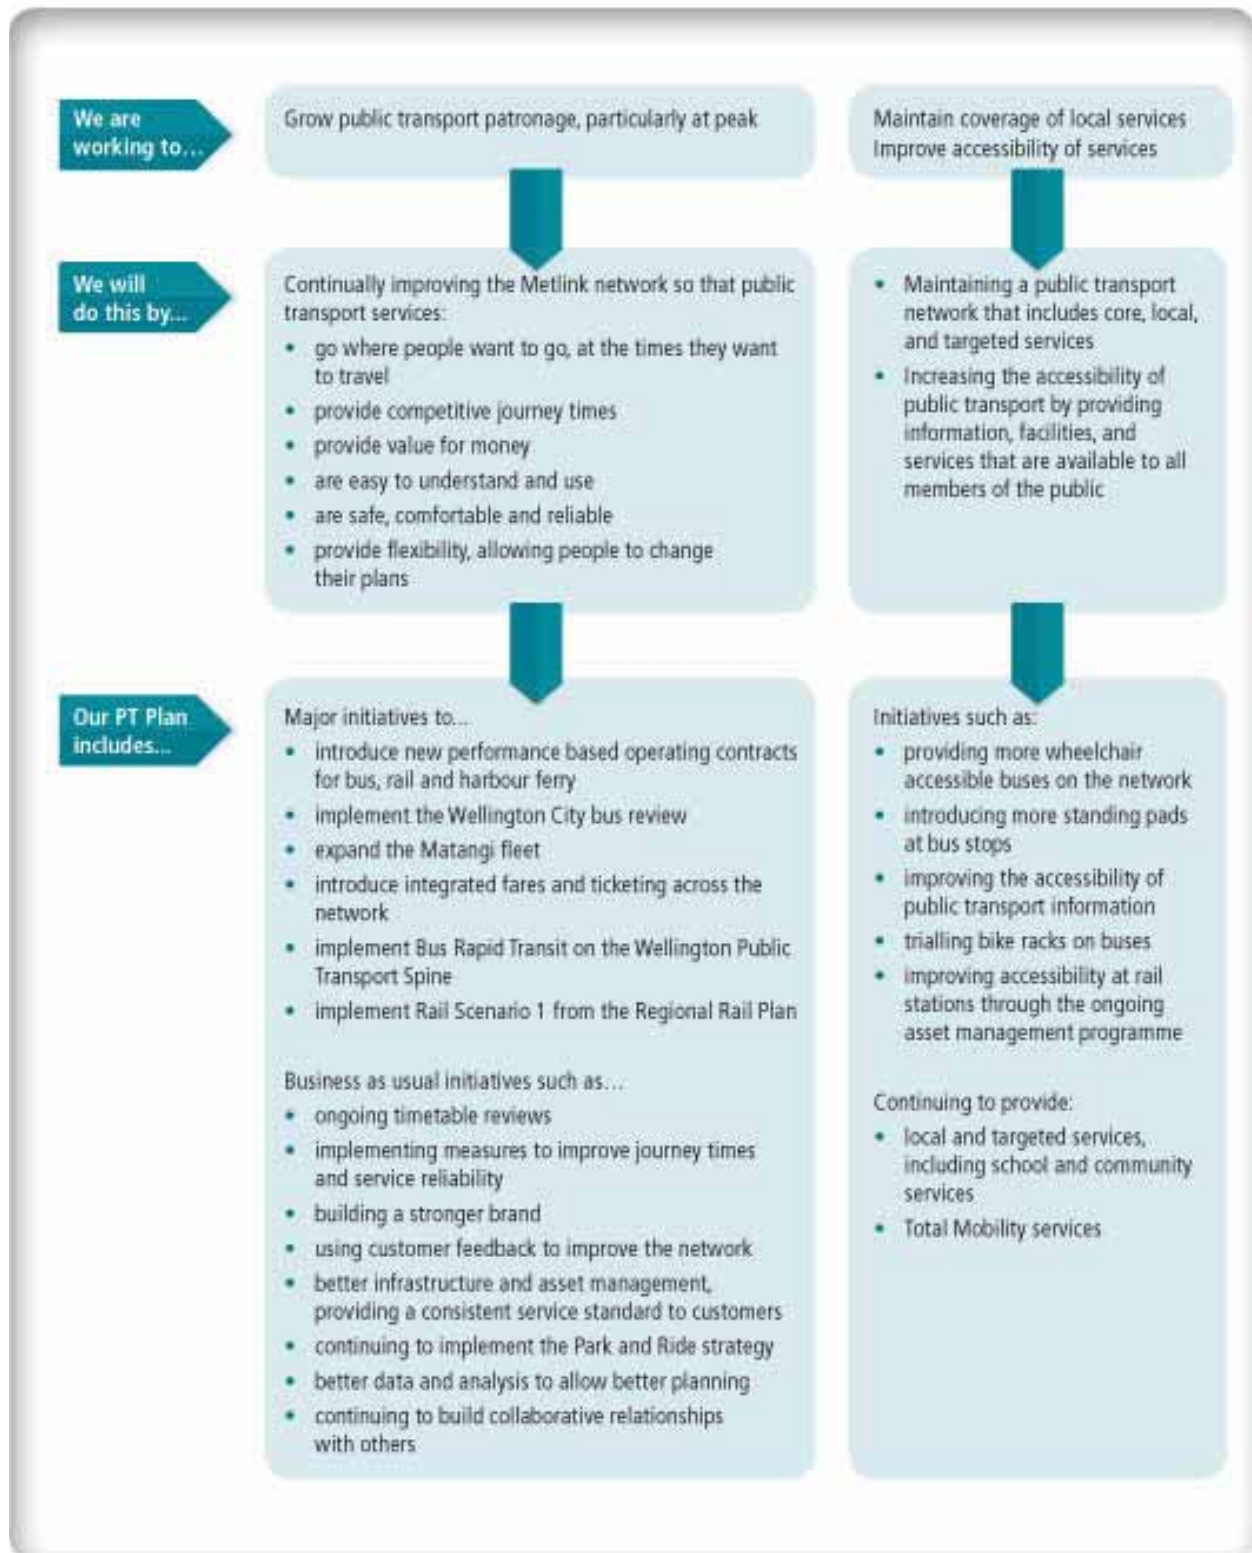 We are
working to...
Grow public transport patronage, particularly at peak
Maintain coverage of local services
Improve accessibility of services
We will
do this by...
Continually improving the Metlink network so that public
transport services:
• go where people want to go, at the times they want
to travel
• provide competitive journey times
• provide value for money
• are easy to understand and use
• are safe, comfortable and reliable
• provide flexibility, allowing people to change
their plans
• Maintaining a public transport
network that includes core, local,
and targeted services
• Increasing the accessibility of
public transport by providing
information, facilities, and
services that are available to all
members of the public
Our PT Plan
includes...
Major initiatives to...
• introduce new performance based operating contracts
for bus, rail and harbour ferry
• implement the Wellington City bus review
• expand the Matangi fleet
• introduce integrated fares and ticketing across the
network
• implement Bus Rapid Transit on the Wellington Public
Transport Spine
• implement Rail Scenario 1 from the Regional Rail Plan
Business as usual initiatives such as...
• ongoing timetable reviews
• implementing measures to improve journey times
and service reliability
• building a stronger brand
• using customer feedback to improve the network
• better infrastructure and asset management,
providing a consistent service standard to customers
• continuing to implement the Park and Ride strategy
• better data and analysis to allow better planning
• continuing to build collaborative relationships
with others
Initiatives such as:
• providing more wheelchair
accessible buses on the network
• introducing more standing pads
at bus stops
• improving the accessibility of
public transport information
• trialling bike racks on buses
• improving accessibility at rail
stations through the ongoing
asset management programme
Continuing to provide:
• local and targeted services,
including school and community
services
• Total Mobility services